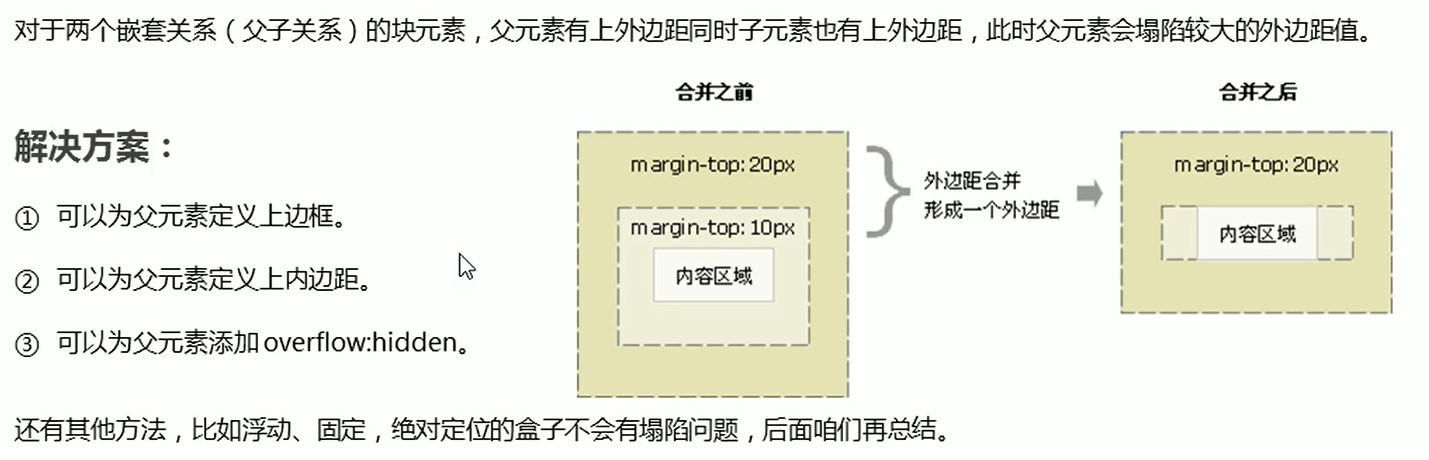 对于两个嵌套关系（父子关系）的块元素，父元素有上外边距同时子元素也有上外边距，此时父元素会塌陷较大的外边距值。
解决方案：
① 可以为父元素定义上边框。
② 可以为父元素定义上内边距。
③ 可以为父元素添加overflow:hidden。
合并之前
margin-top: 20px
margin-top: 10px
内容区域
外边距合并
形成一个外边距
合并之后
margin-top: 20px
内容区域
还有其他方法，比如浮动、固定，绝对定位的盒子不会有塌陷问题，后面咱们再总结。